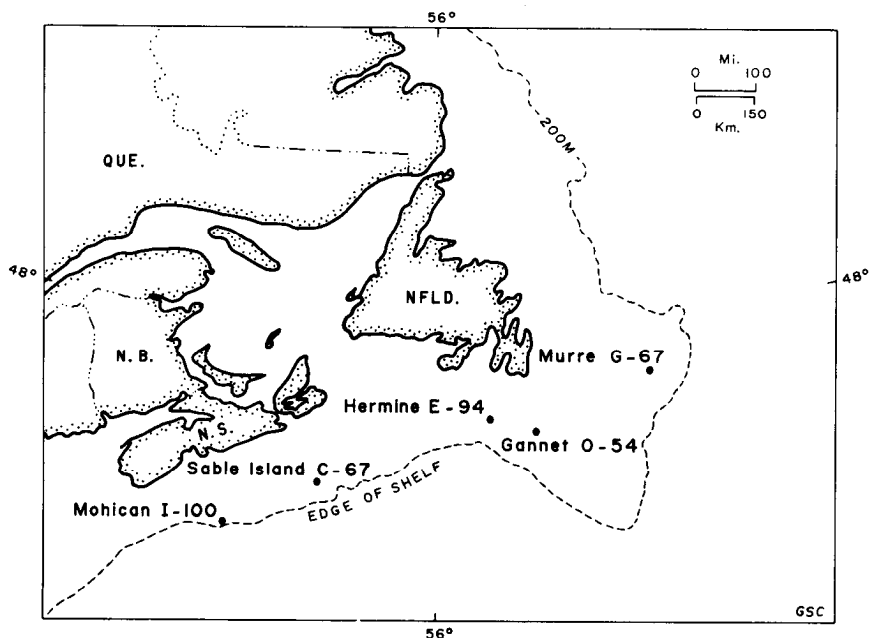 56°
Mi.
0 100
0 150
Km.
200M
QUE.
48°
48°
NFLD.
N.B.
Murre G-67
Hermine E-94
N.S.
Gannet O-54
Sable Island C-67
EDGE OF SHELF
Mohican I-100
GSC
56°